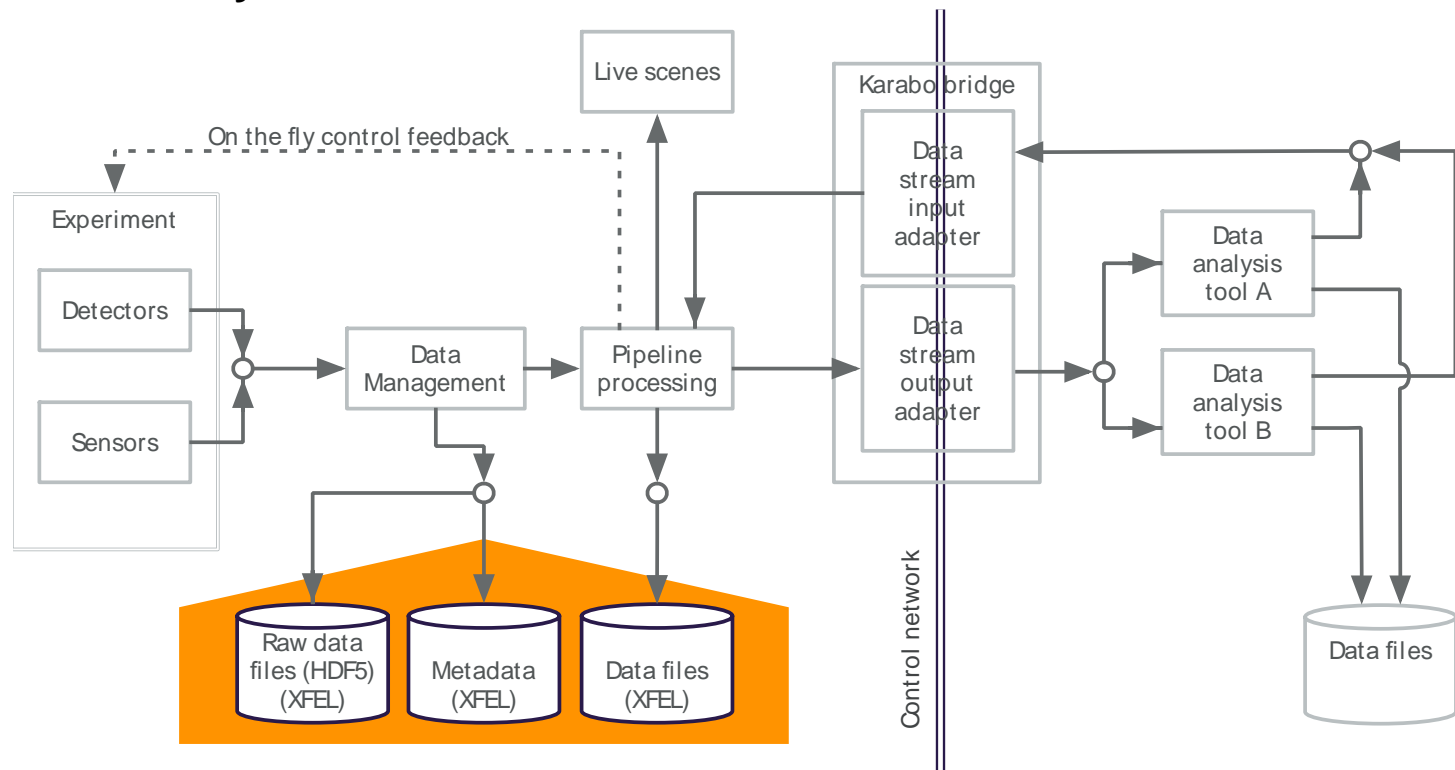 Live scenes
Karabo bridge
On the fly control feedback
Data
stream
input
adapter
Experiment
Data
analysis
tool A
Detectors
Data
Management
Pipeline
processing
Data
stream
output
adapter
Data
analysis
tool B
Sensors
Control network
Raw data
files (HDF5)
(XFEL)
Metadata
(XFEL)
Data files
(XFEL)
Data files